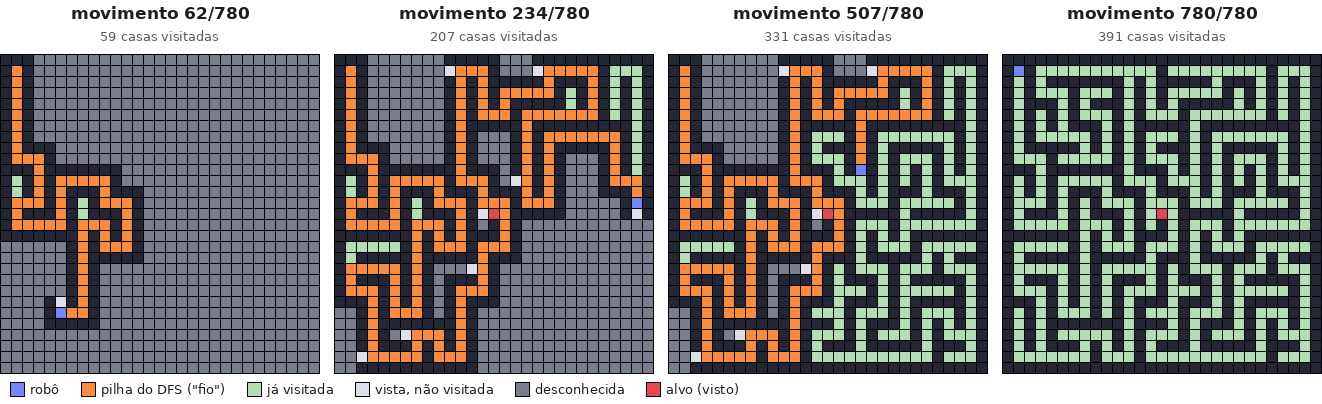 movimento 62/780
59 casas visitadas
movimento 234/780
207 casas visitadas
movimento 507/780
331 casas visitadas
movimento 780/780
391 casas visitadas
robô
pilha do DFS ("fio")
já visitada
vista, não visitada
desconhecida
alvo (visto)